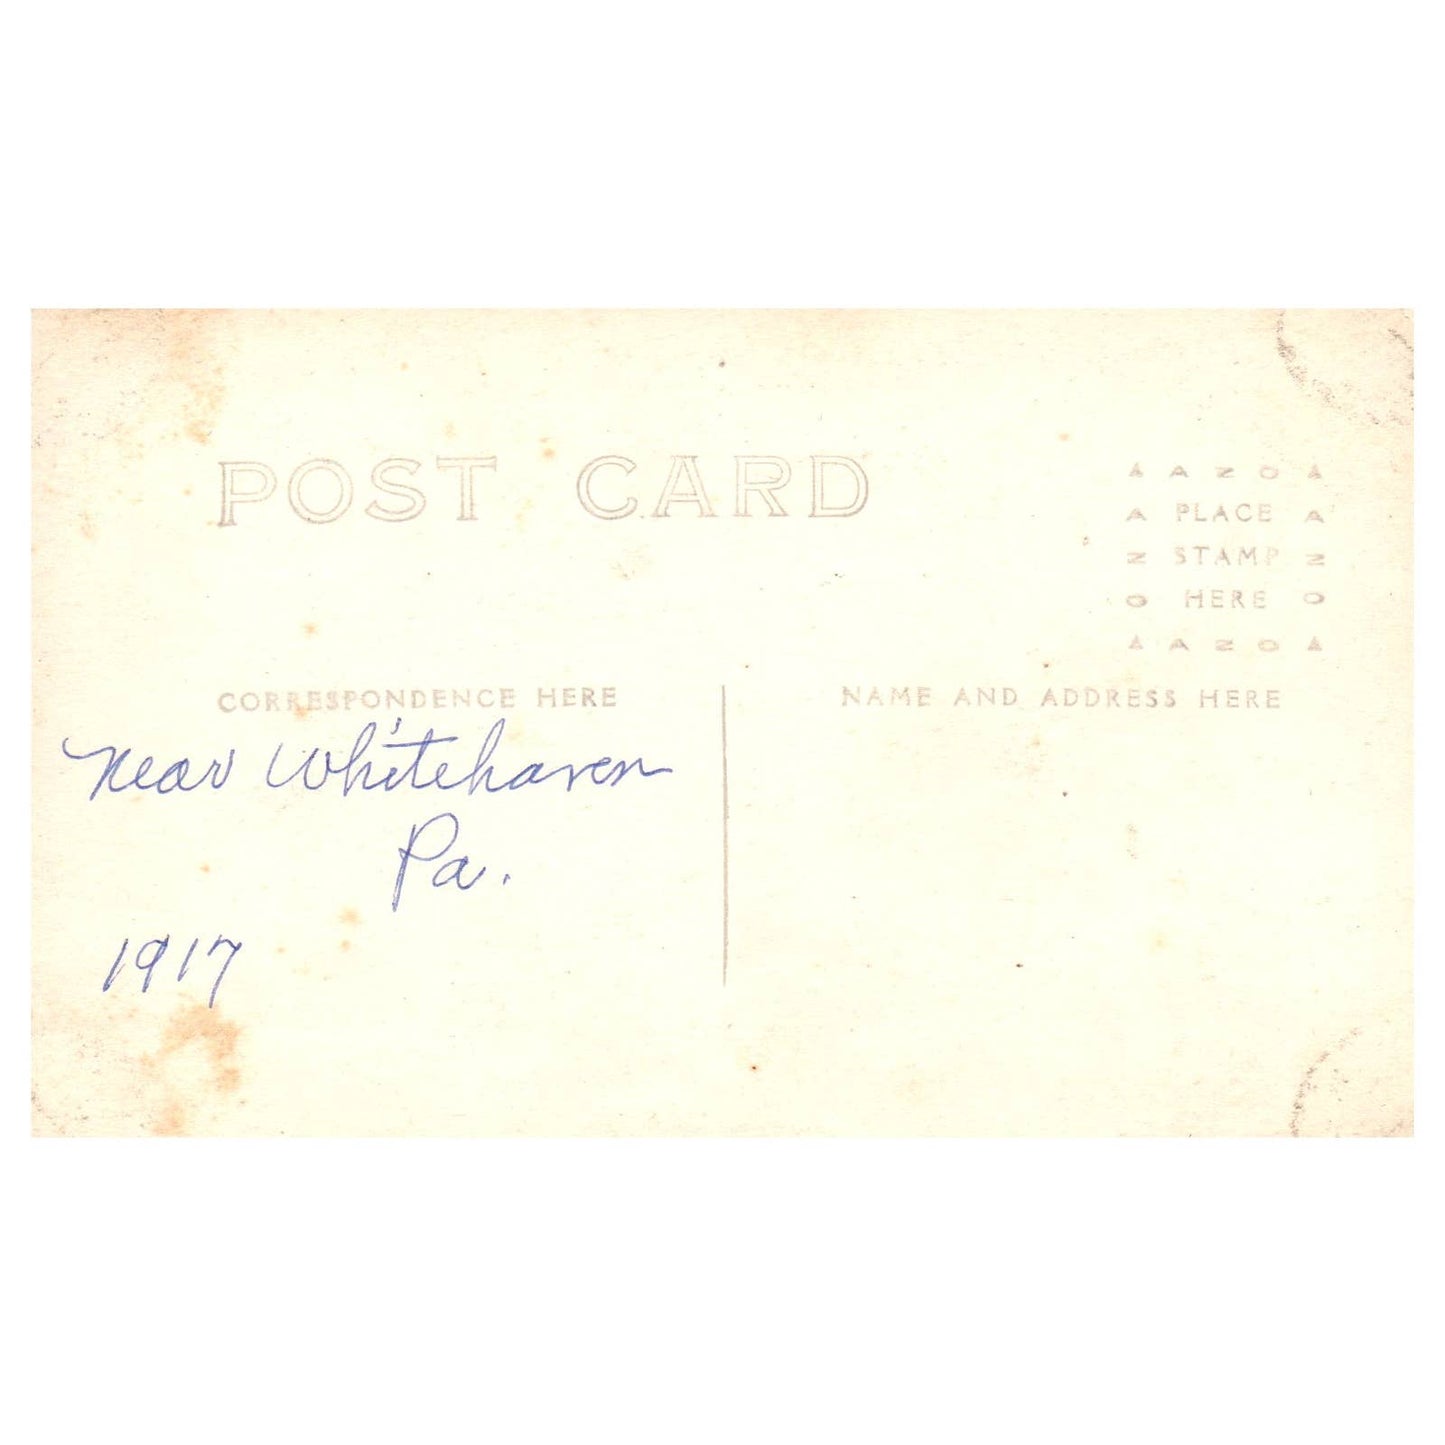 POST CARD
AZO
A PLACE A
Z STAMP Z
O HERE O
AZO
CORRESPONDENCE HERE
NAME AND ADDRESS HERE
Near Whitehaven
Pa.
1917